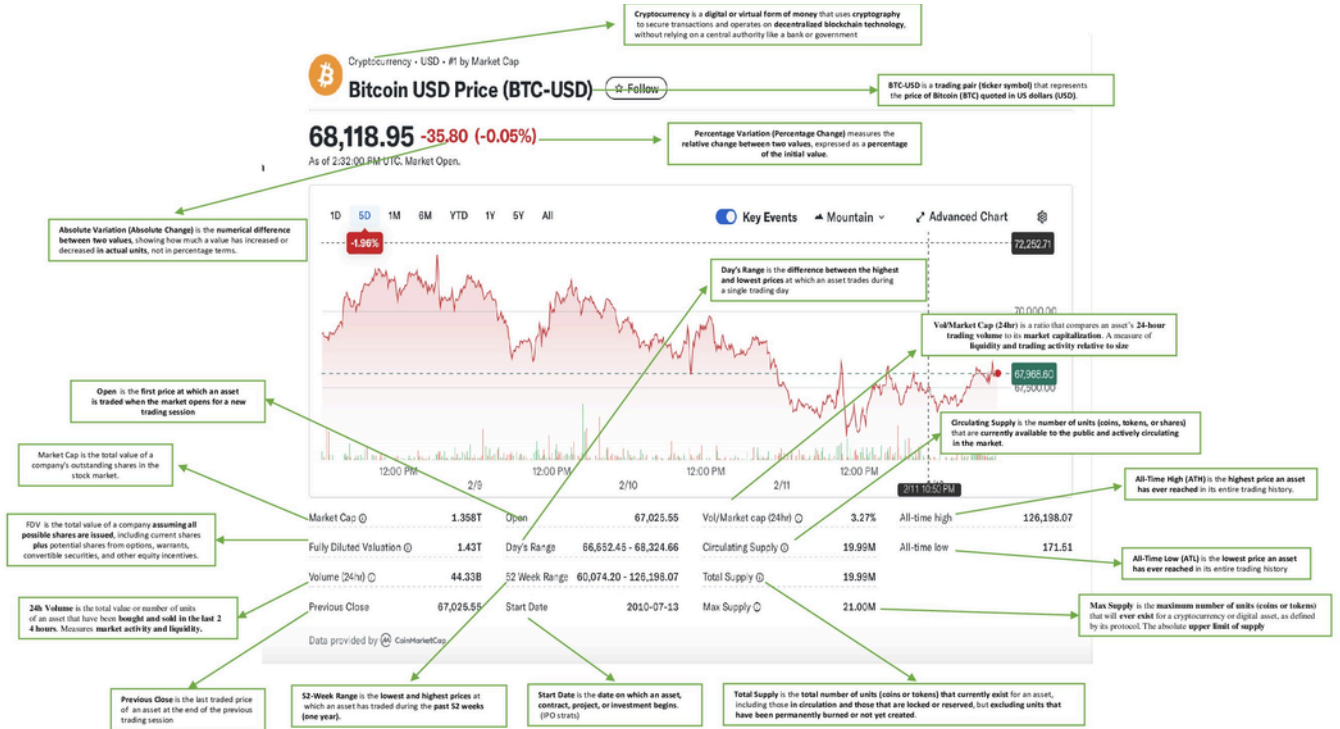 Cryptocurrency is a digital or virtual form of money that uses cryptography
to secure transactions and operates on decentralized blockchain technology,
without relying on a central authority like a bank or government
Cryptocurrency • USD • #1 by Market Cap
Bitcoin USD Price (BTC-USD)
Follow
BTC-USD is a trading pair (ticker symbol) that represents
the price of Bitcoin (BTC) quoted in US dollars (USD).
68,118.95 -35.80 (-0.05%)
As of 2:32:00 PM UTC. Market Open.
Percentage Variation (Percentage Change) measures the
relative change between two values, expressed as a percentage
of the initial value.
Absolute Variation (Absolute Change) is the numerical difference
between two values, showing how much a value has increased or
decreased in actual units, not in percentage terms.
1D 5D 1M 6M YTD 1Y 5Y All
Key Events Mountain Advanced Chart
-1.96%
72,252.71
Day's Range is the difference between the highest
and lowest prices at which an asset trades during
a single trading day
70,000.00
Vol/Market Cap (24hr) is a ratio that compares an asset's 24-hour
trading volume to its market capitalization. A measure of
liquidity and trading activity relative to size
67,968.60
67,500.00
Open is the first price at which an asset
is traded when the market opens for a new
trading session
Circulating Supply is the number of units (coins, tokens, or shares)
that are currently available to the public and actively circulating
in the market.
Market Cap is the total value of a
company's outstanding shares in the
stock market.
12:00 PM 12:00 PM 12:00 PM 12:00 PM
2/9 2/10 2/11
2/11 10:53 PM
All-Time High (ATH) is the highest price an asset
has ever reached in its entire trading history.
FDV is the total value of a company assuming all
possible shares are issued, including current shares
plus potential shares from options, warrants,
convertible securities, and other equity incentives.
Market Cap 1.358T Open 67,025.55 Vol/Market cap (24hr) 3.27% All-time high 126,198.07
Fully Diluted Valuation 1.43T Day's Range 66,652.45 - 68,324.66 Circulating Supply 19.99M All-time low 171.51
Volume (24hr) 44.33B 52 Week Range 60,074.20 - 126,198.07 Total Supply 19.99M
Previous Close 67,025.55 Start Date 2010-07-13 Max Supply 21.00M
Data provided by CoinMarketCap
All-Time Low (ATL) is the lowest price an asset
has ever reached in its entire trading history
24h Volume is the total value or number of units
of an asset that have been bought and sold in the last 2
4 hours. Measures market activity and liquidity.
Max Supply is the maximum number of units (coins or tokens)
that will ever exist for a cryptocurrency or digital asset, as defined
by its protocol. The absolute upper limit of supply
Previous Close is the last traded price
of an asset at the end of the previous
trading session
52-Week Range is the lowest and highest prices at
which an asset has traded during the past 52 weeks
(one year).
Start Date is the date on which an asset,
contract, project, or investment begins.
(IPO strats)
Total Supply is the total number of units (coins or tokens) that currently exist for an asset,
including those in circulation and those that are locked or reserved, but excluding units that
have been permanently burned or not yet created.